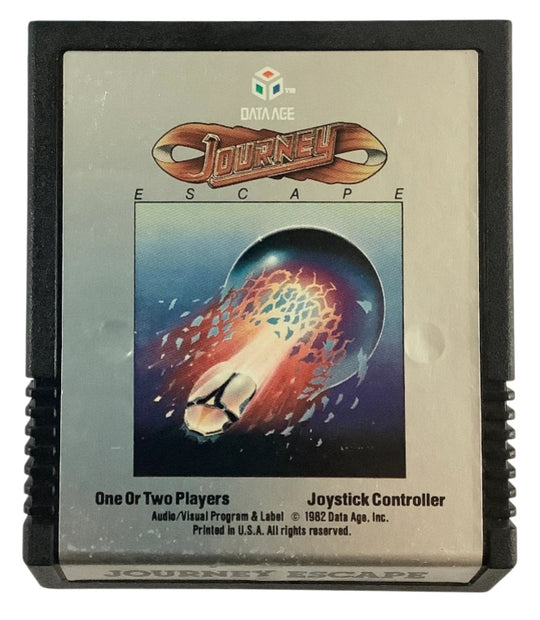 TM
DATA AGE
JOURNEY
ESCAPE
One Or Two Players Joystick Controller
Audio/Visual Program & Label © 1982 Data Age, Inc.
Printed in U.S.A. All rights reserved.
JOURNEY ESCAPE